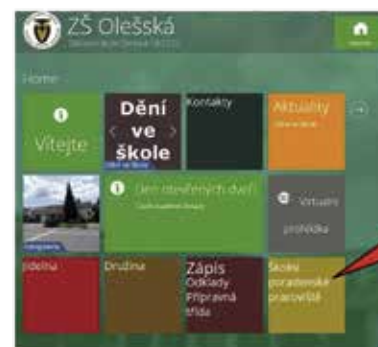 ZŠ Olešská
Home
Vítejte
Dění
ve
škole
Kontakty
Aktuality
Den otevřených dveří
Virtuální
prohlídka
Jídelna
Družina
Zápis
Odklady
Přípravná
třída
Školní
poradenské
pracoviště